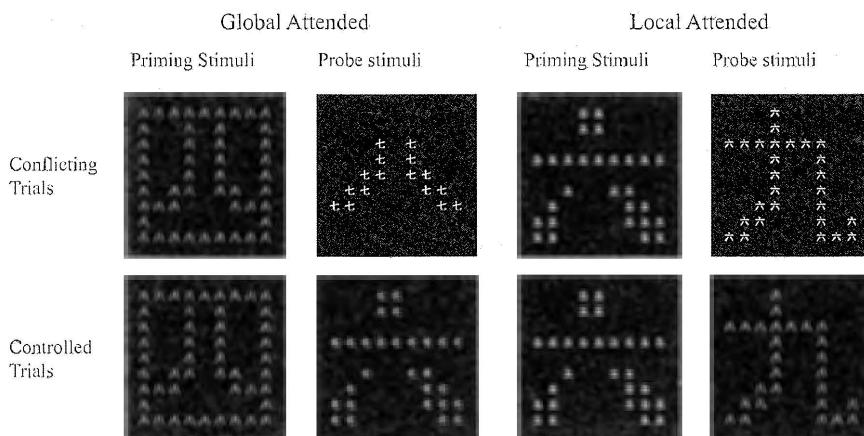 Global Attended Local Attended
Priming Stimuli Probe stimuli Priming Stimuli Probe stimuli
Conflicting
Trials
Controlled
Trials